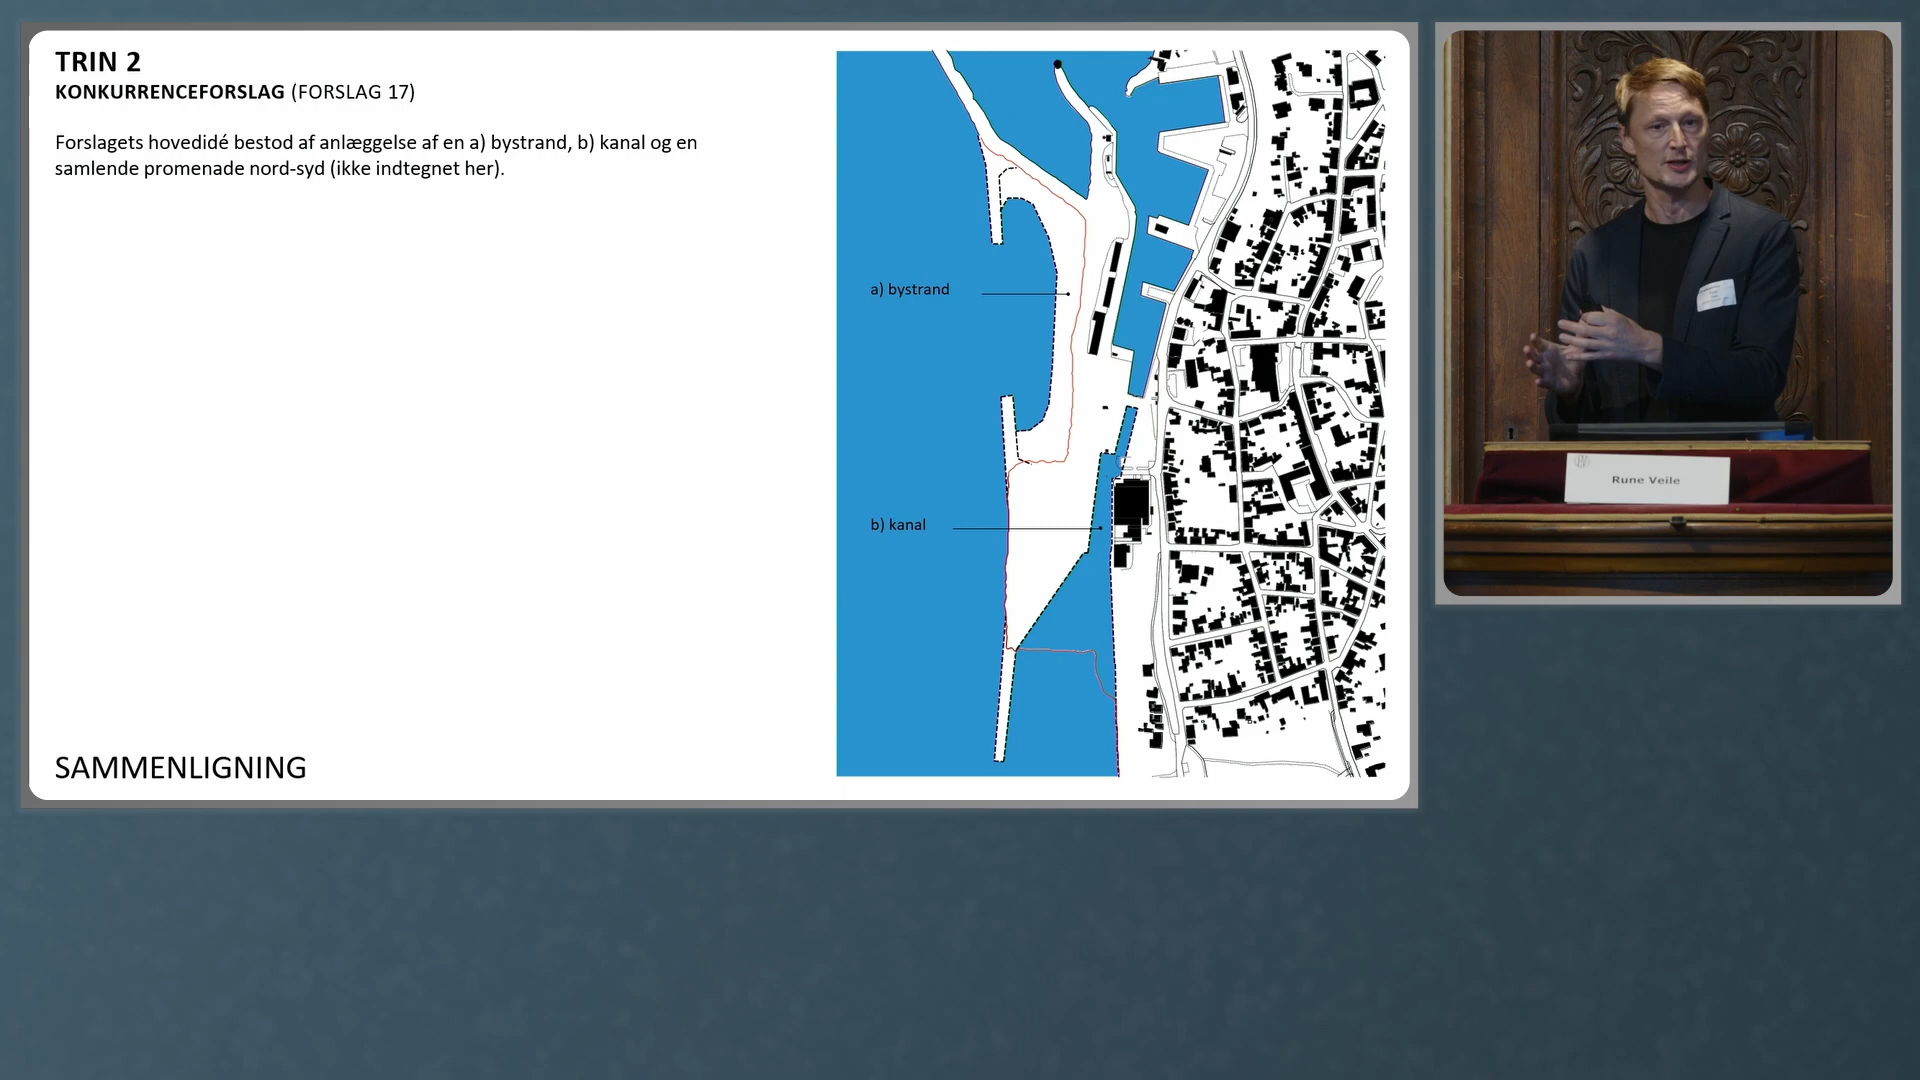 TRIN 2
KONKURRENCEFORSLAG (FORSLAG 17)
Forslagets hovedidé bestod af anlæggelse af en a) bystrand, b) kanal og en
samlende promenade nord-syd (ikke indtegnet her).
a) bystrand
b) kanal
SAMMENLIGNING
Rune Veile